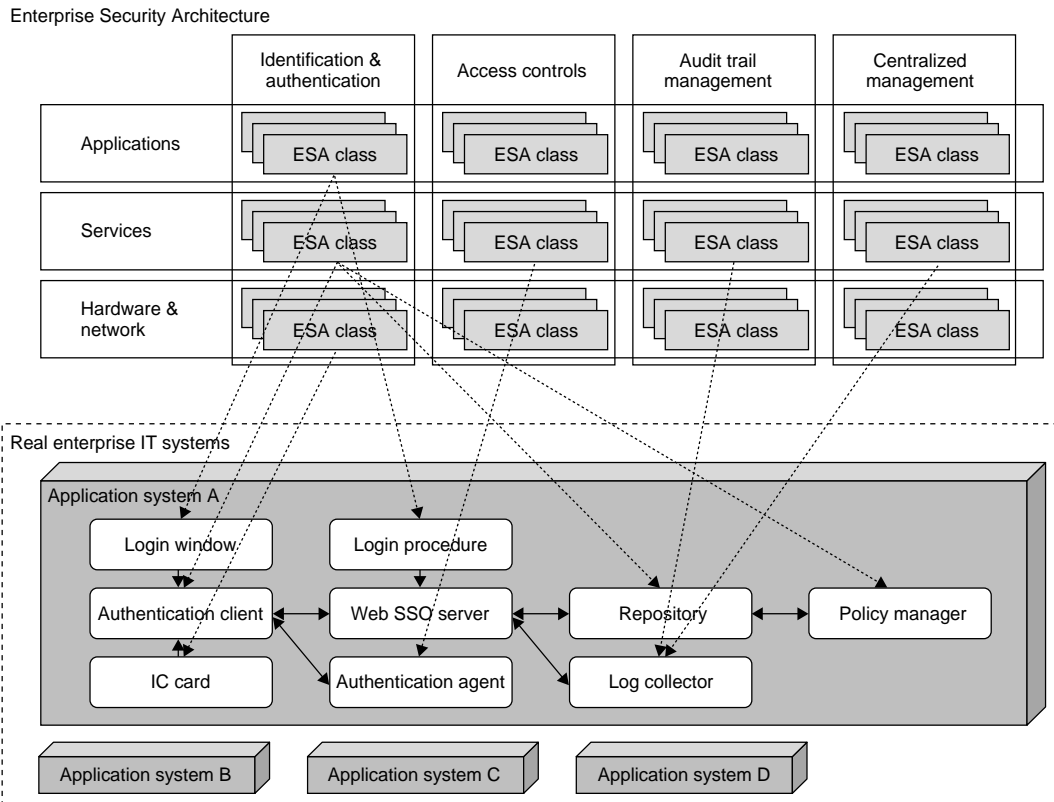 Enterprise Security Architecture
Identification &
authentication
Access controls
Audit trail
management
Centralized
management
Applications
ESA class
ESA class
ESA class
ESA class
Services
ESA class
ESA class
ESA class
ESA class
Hardware &
network
ESA class
ESA class
ESA class
ESA class
Real enterprise IT systems
Application system A
Login window
Login procedure
Authentication client
Web SSO server
Repository
Policy manager
IC card
Authentication agent
Log collector
Application system B
Application system C
Application system D